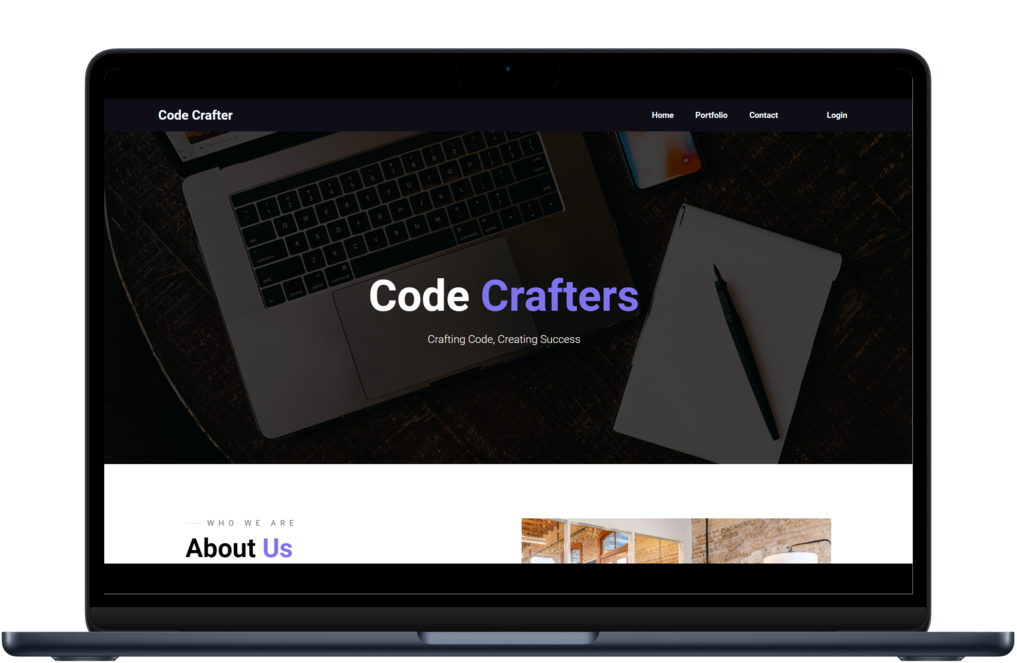 Code Crafter
Home Portfolio Contact Login
Code Crafters
Crafting Code, Creating Success
WHO WE ARE
About Us